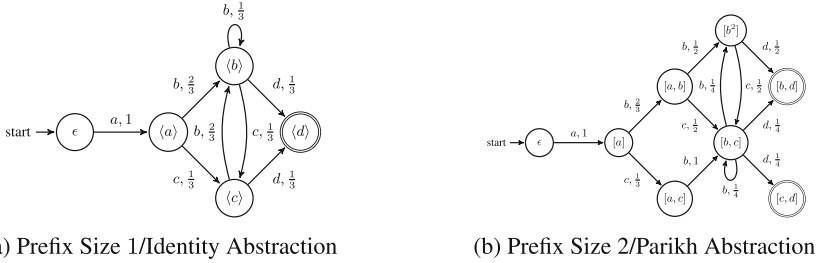 b, 1/3
⟨b⟩
b, 2/3
d, 1/3
start
ϵ
a, 1
⟨a⟩
b, 2/3
c, 1/3
⟨d⟩
c, 1/3
d, 1/3
⟨c⟩
a) Prefix Size 1/Identity Abstraction
[b²]
b, 1/2
d, 1/2
[a, b]
b, 1/4
c, 1/2
[b, d]
b, 2/3
c, 1/2
d, 1/4
start
ϵ
a, 1
[a]
[b, c]
c, 1/3
b, 1
d, 1/4
b, 1/4
[a, c]
[c, d]
(b) Prefix Size 2/Parikh Abstraction